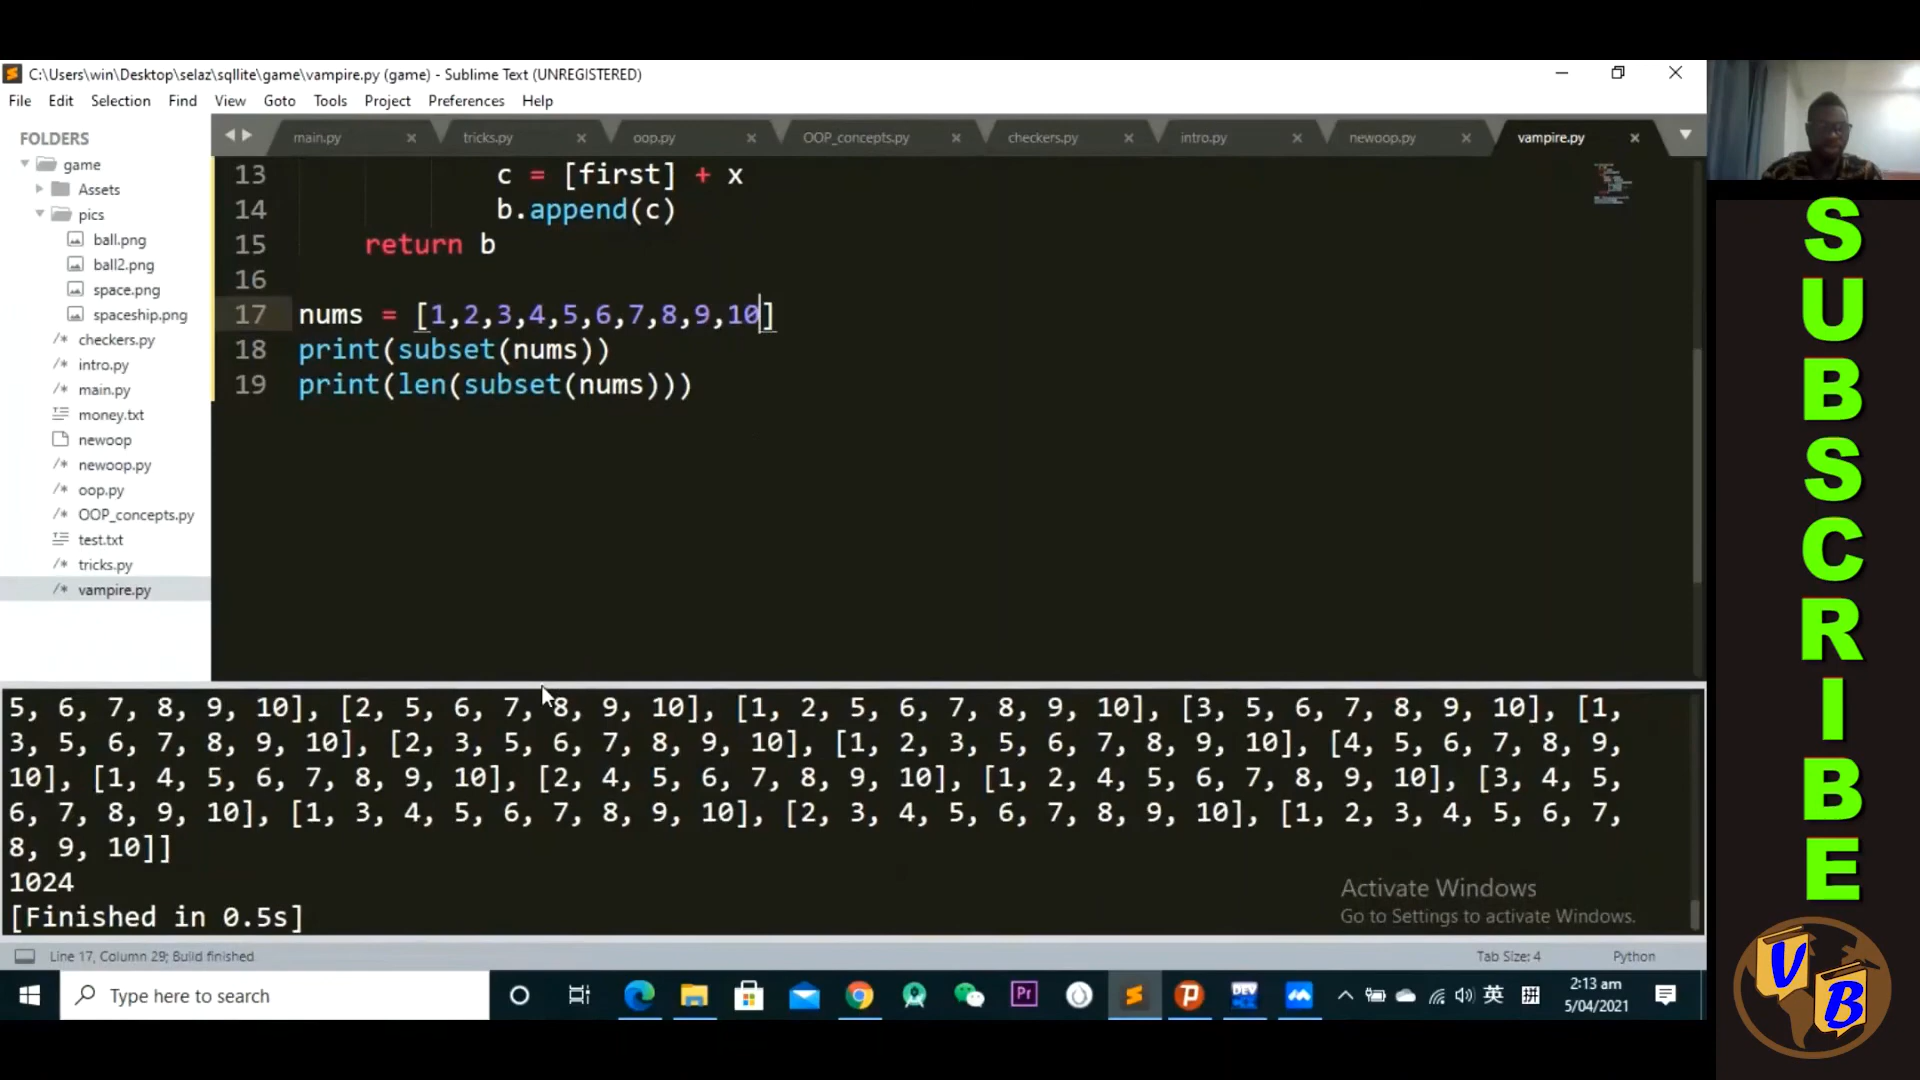 C:\Users\win\Desktop\selaz\sqllite\game\vampire.py (game) - Sublime Text (UNREGISTERED)
File Edit Selection Find View Goto Tools Project Preferences Help
FOLDERS
game
Assets
pics
ball.png
ball2.png
space.png
spaceship.png
/* checkers.py
/* intro.py
/* main.py
money.txt
newoop
/* newoop.py
/* oop.py
/* OOP_concepts.py
test.txt
/* tricks.py
/* vampire.py
main.py tricks.py oop.py OOP_concepts.py checkers.py intro.py newoop.py vampire.py
13 c = [first] + x
14 b.append(c)
15 return b
16
17 nums = [1,2,3,4,5,6,7,8,9,10]
18 print(subset(nums))
19 print(len(subset(nums)))
5, 6, 7, 8, 9, 10], [2, 5, 6, 7, 8, 9, 10], [1, 2, 5, 6, 7, 8, 9, 10], [3, 5, 6, 7, 8, 9, 10], [1,
3, 5, 6, 7, 8, 9, 10], [2, 3, 5, 6, 7, 8, 9, 10], [1, 2, 3, 5, 6, 7, 8, 9, 10], [4, 5, 6, 7, 8, 9,
10], [1, 4, 5, 6, 7, 8, 9, 10], [2, 4, 5, 6, 7, 8, 9, 10], [1, 2, 4, 5, 6, 7, 8, 9, 10], [3, 4, 5,
6, 7, 8, 9, 10], [1, 3, 4, 5, 6, 7, 8, 9, 10], [2, 3, 4, 5, 6, 7, 8, 9, 10], [1, 2, 3, 4, 5, 6, 7,
8, 9, 10]]
1024
[Finished in 0.5s]
Activate Windows
Go to Settings to activate Windows.
Line 17, Column 29; Build finished
Tab Size: 4
Python
Type here to search
Pr
DEV
英
拼
2:13 am
5/04/2021
SUBSCRIBE
V
B